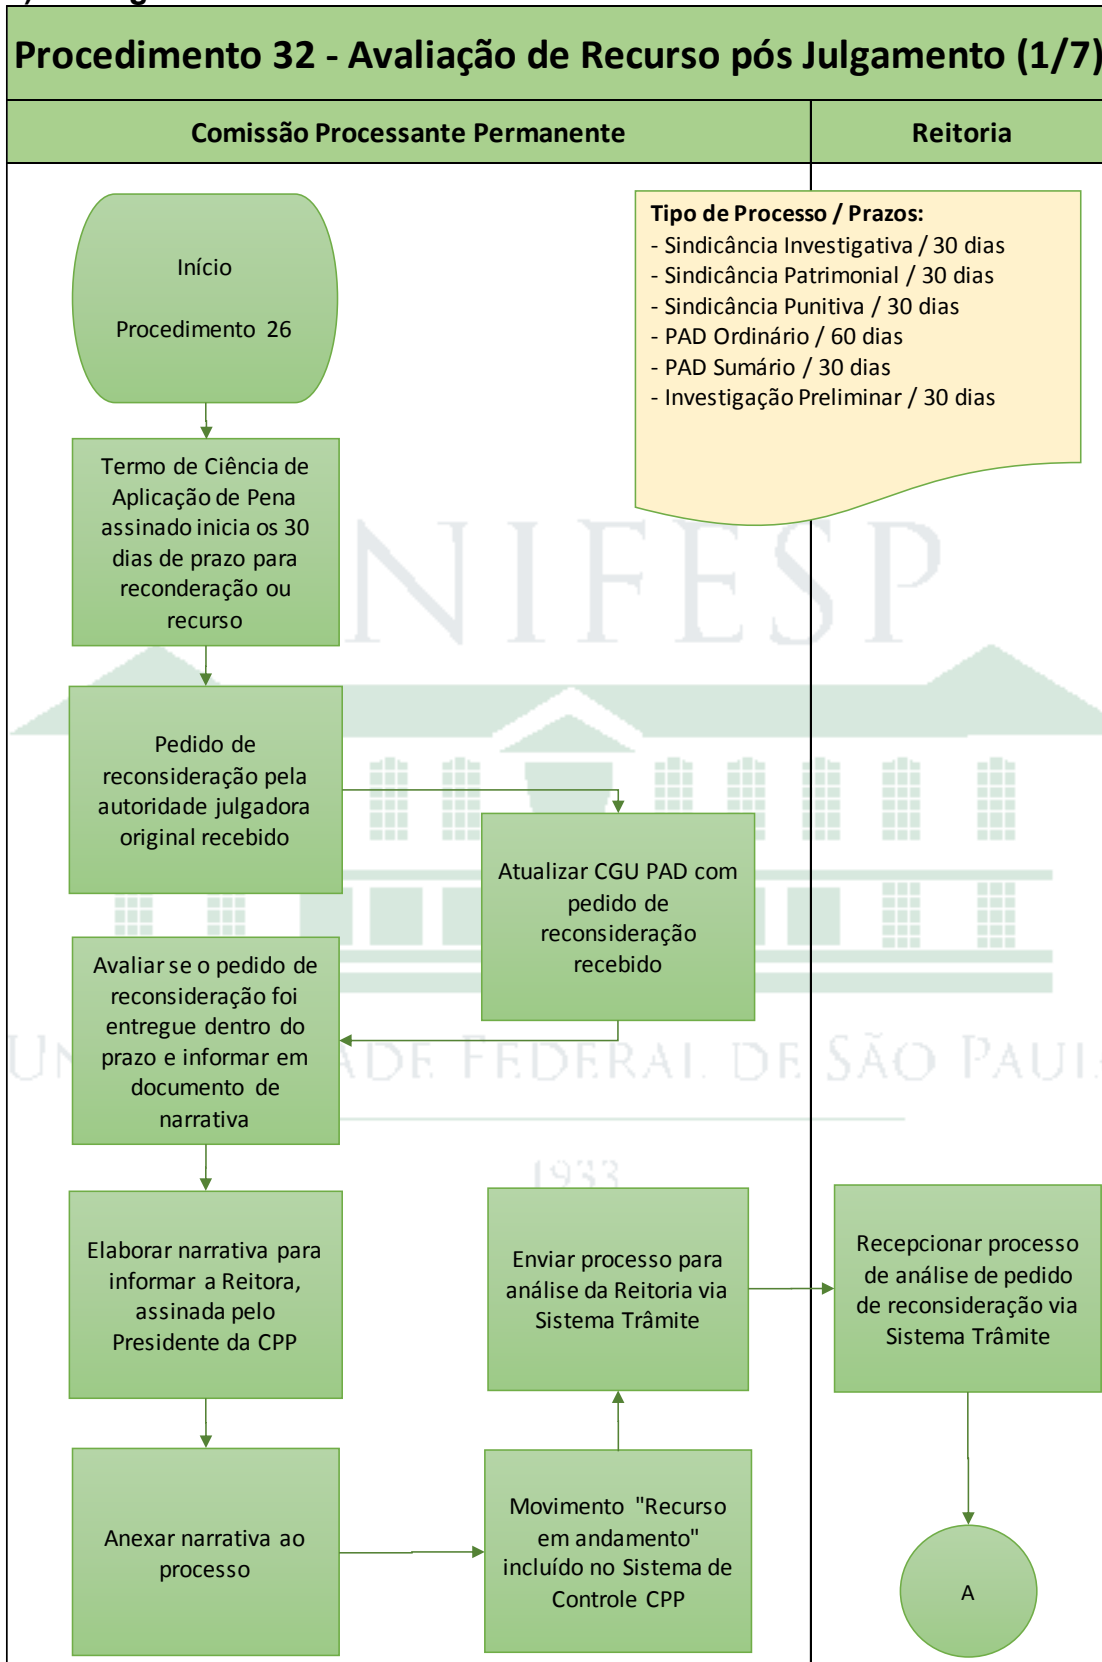 Procedimento 32 - Avaliação de Recurso pós Julgamento (1/7)
Comissão Processante Permanente
Reitoria
Início
Procedimento 26
Tipo de Processo / Prazos:
- Sindicância Investigativa / 30 dias
- Sindicância Patrimonial / 30 dias
- Sindicância Punitiva / 30 dias
- PAD Ordinário / 60 dias
- PAD Sumário / 30 dias
- Investigação Preliminar / 30 dias
Termo de Ciência de
Aplicação de Pena
assinado inicia os 30
dias de prazo para
reconderação ou
recurso
NIFESP
Pedido de
reconsideração pela
autoridade julgadora
original recebido
Atualizar CGU PAD com
pedido de
reconsideração
recebido
Avaliar se o pedido de
reconsideração foi
entregue dentro do
prazo e informar em
documento de
narrativa
FEDERAL DE SÃO
1933
Elaborar narrativa para
informar a Reitora,
assinada pelo
Presidente da CPP
Enviar processo para
análise da Reitoria via
Sistema Trâmite
Recepcionar processo
de análise de pedido
de reconsideração via
Sistema Trâmite
Anexar narrativa ao
processo
Movimento "Recurso
em andamento"
incluído no Sistema de
Controle CPP
A